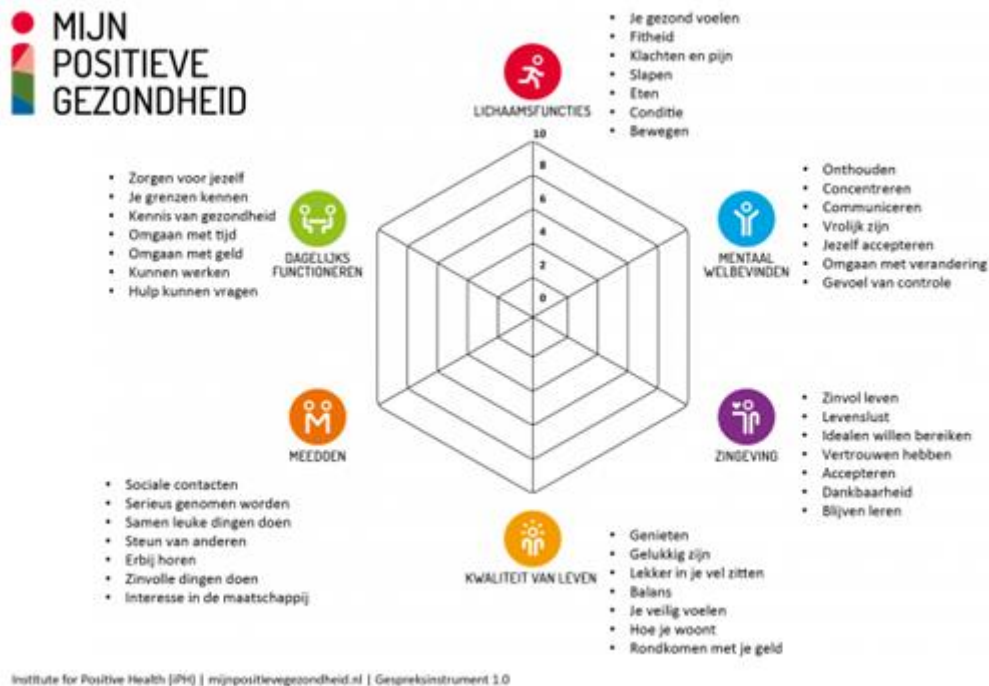 MIJN
POSITIEVE
GEZONDHEID
• Je gezond voelen
• Fitheid
• Klachten en pijn
• Slapen
• Eten
• Conditie
• Bewegen
LICHAAMSFUNCTIES
10
8
6
4
2
0
• Onthouden
• Concentreren
• Communiceren
• Vrolijk zijn
• Jezelf accepteren
• Omgaan met verandering
• Gevoel van controle
MENTAAL
WELBEVINDEN
• Zinvol leven
• Levenslust
• Idealen willen bereiken
• Vertrouwen hebben
• Accepteren
• Dankbaarheid
• Blijven leren
ZINGEVING
• Genieten
• Gelukkig zijn
• Lekker in je vel zitten
• Balans
• Je veilig voelen
• Hoe je woont
• Rondkomen met je geld
KWALITEIT VAN LEVEN
MEEDOEN
• Sociale contacten
• Serieus genomen worden
• Samen leuke dingen doen
• Steun van anderen
• Erbij horen
• Zinvolle dingen doen
• Interesse in de maatschappij
• Zorgen voor jezelf
• Je grenzen kennen
• Kennis van gezondheid
• Omgaan met tijd
• Omgaan met geld
• Kunnen werken
• Hulp kunnen vragen
DAGELIJKS
FUNCTIONEREN
Institute for Positive Health (iPH) | mijnpositievegezondheid.nl | Gespreksinstrument 1.0